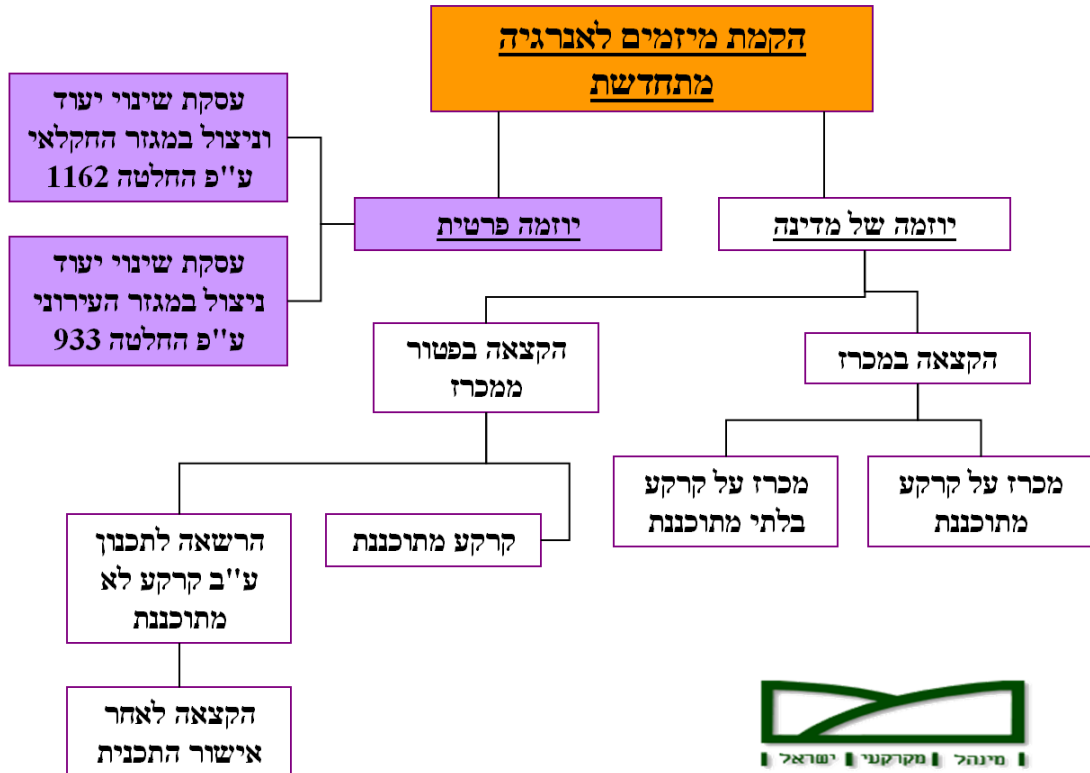 הקמת מיזמים לאנרגיה
מתחדשת
עסקת שינוי יעוד
וניצול במגזר החקלאי
ע"פ החלטה 1162
יוזמה של מדינה
יוזמה פרטית
עסקת שינוי יעוד
ניצול במגזר העירוני
ע"פ החלטה 933
הקצאה במכרז
הקצאה בפטור
ממכרז
מכרז על קרקע
מתוכננת
מכרז על קרקע
בלתי מתוכננת
קרקע מתוכננת
הרשאה לתכנון
ע"ב קרקע לא
מתוכננת
הקצאה לאחר
אישור התכנית
מינהל מקרקעי ישראל